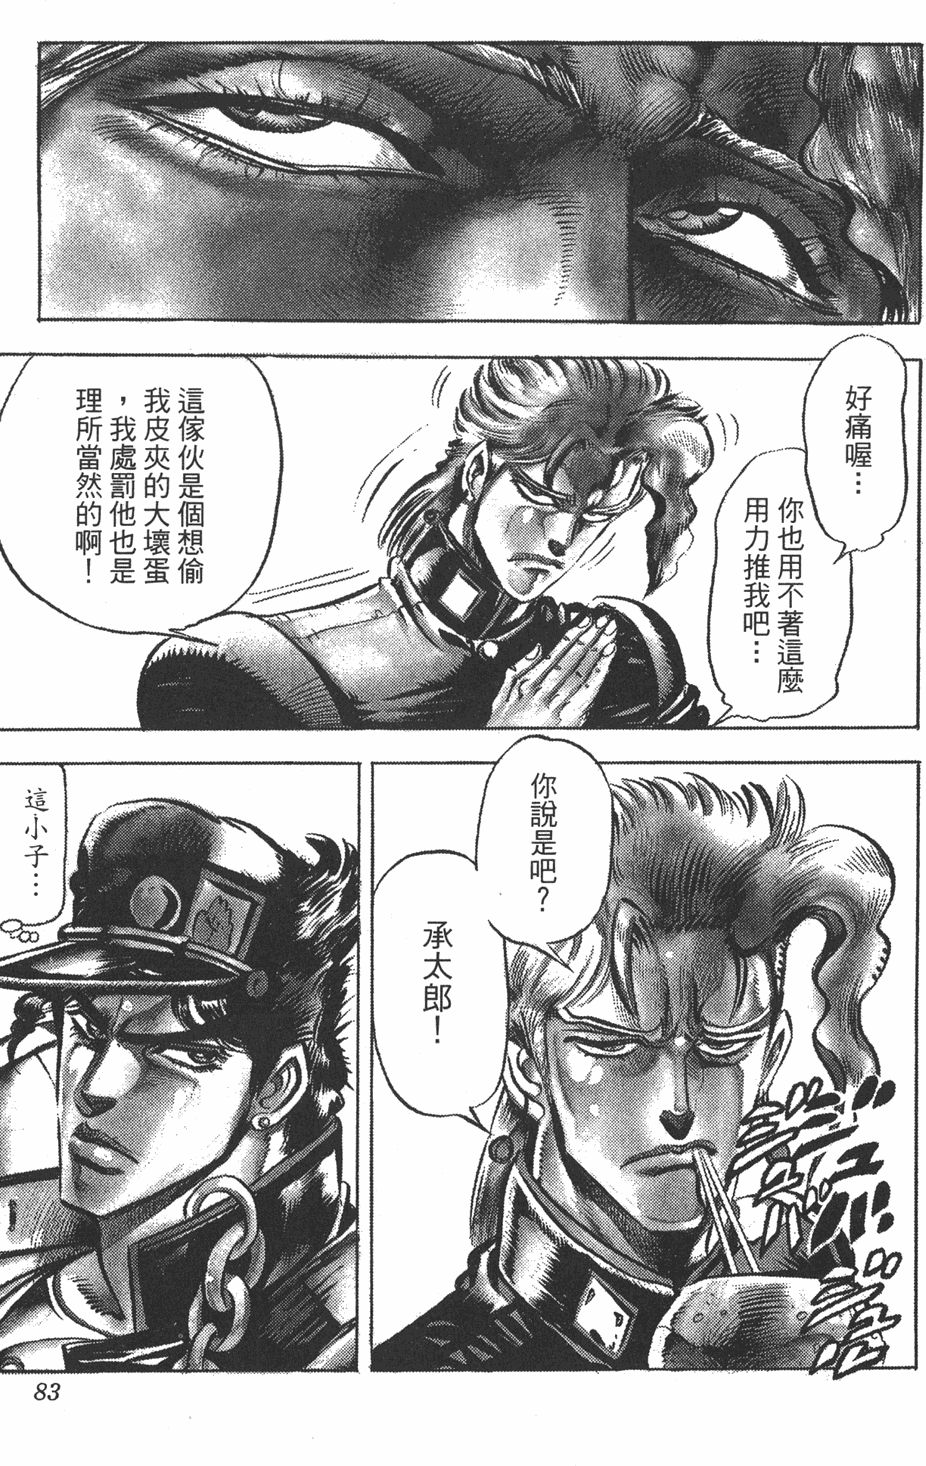 好痛喔…
你也用不著這麼
用力推我吧…
這傢伙是個想偷
我皮夾的大壞蛋
，我處罰他也是
理所當然的啊！
你說是吧？
承太郎！
這小子…
83